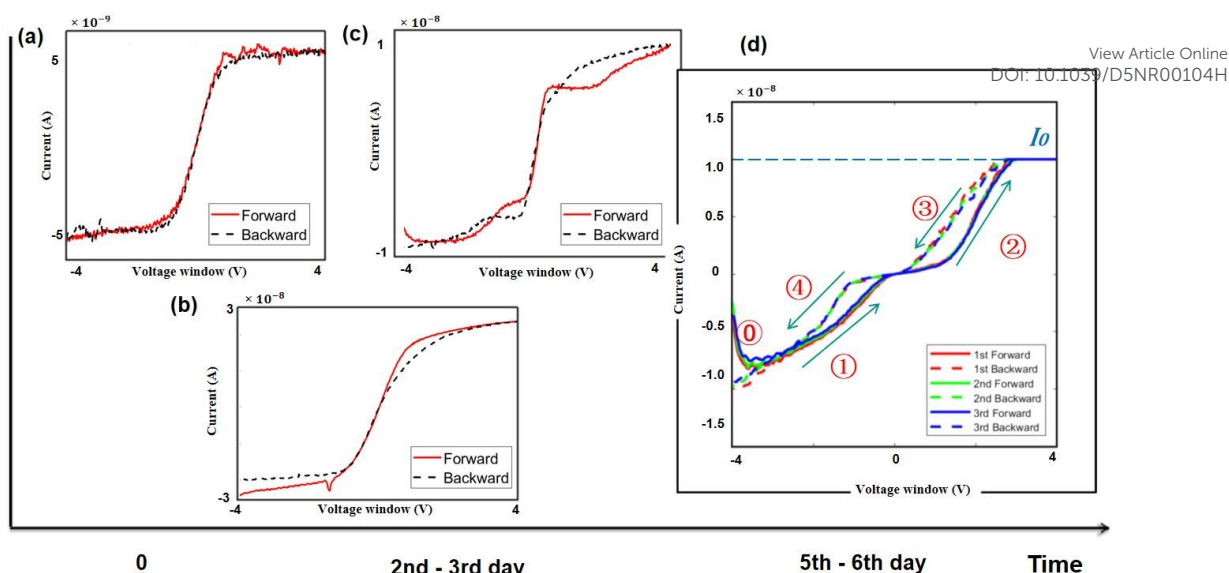 View Article Online
DOI: 10.1039/D5NR00104H
(a)
× 10⁻⁹
5
-5
Current (A)
Forward
Backward
-4
Voltage window (V)
4
(b)
× 10⁻⁸
3
-3
Current (A)
Forward
Backward
-4
Voltage window (V)
4
(c)
× 10⁻⁸
1
-1
Current (A)
Forward
Backward
-4
Voltage window (V)
4
(d)
× 10⁻⁸
1.5
1.0
0.5
0
-0.5
-1.0
-1.5
Current (A)
I0
③
②
④
⓪
①
1st Forward
1st Backward
2nd Forward
2nd Backward
3rd Forward
3rd Backward
-4
0
4
Voltage window (V)
0
2nd - 3rd day
5th - 6th day
Time